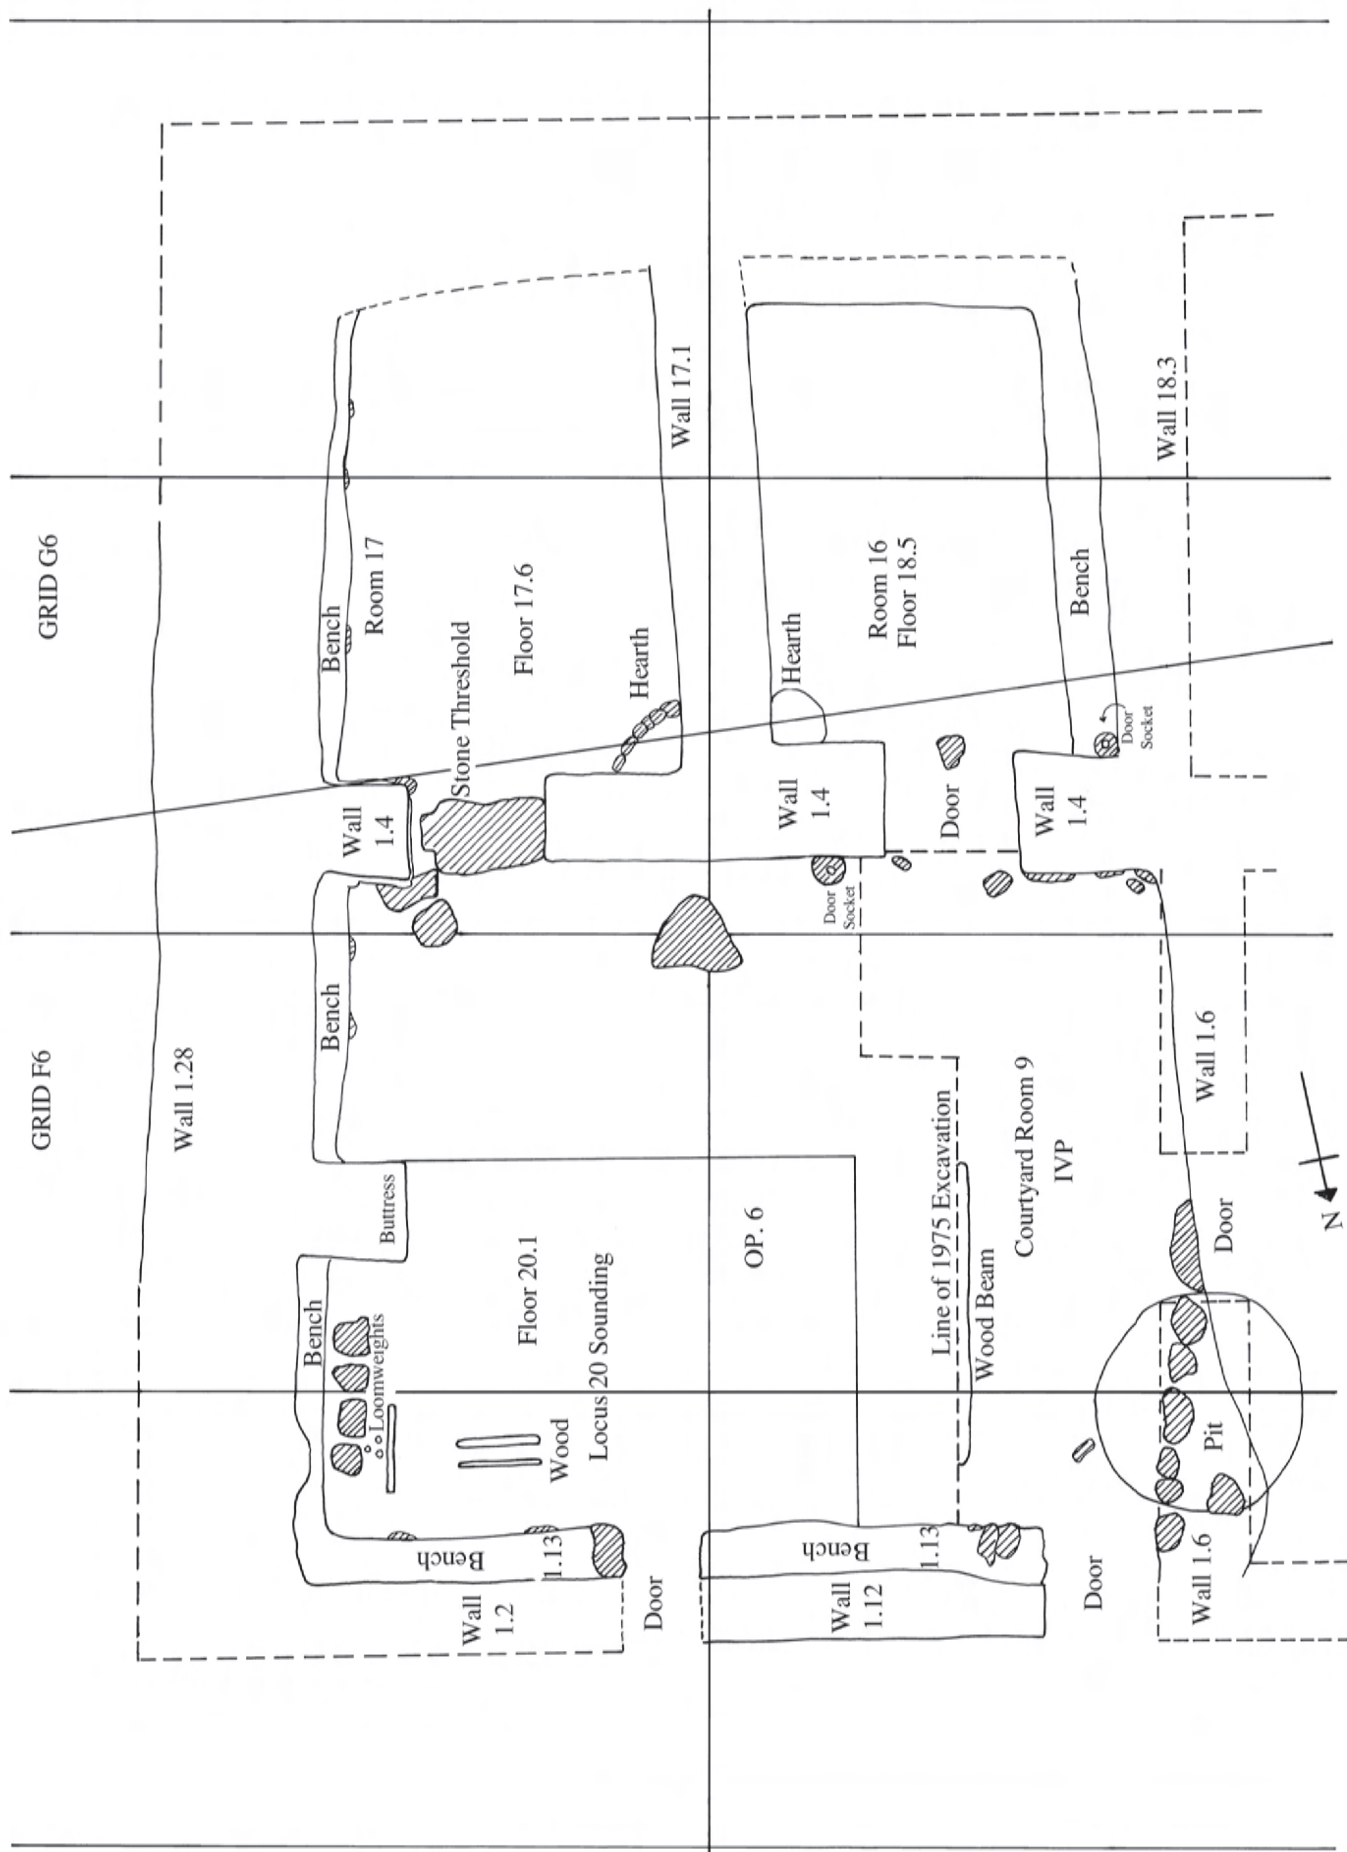 GRID G6
GRID F6
Wall 1.28
Bench
Room 17
Floor 17.6
Stone Threshold
Hearth
Wall 17.1
Wall
1.4
Bench
Buttress
Bench
Loomweights
Wood
Floor 20.1
Locus 20 Sounding
Bench
1.13
Wall
1.2
Door
OP. 6
Hearth
Room 16
Floor 18.5
Bench
Wall 18.3
Wall
1.4
Door
Wall
1.4
Door
Socket
Door
Socket
Line of 1975 Excavation
Wood Beam
Courtyard Room 9
IVP
Wall 1.6
Door
Pit
Wall 1.6
Bench
1.13
Wall
1.12
Door
N